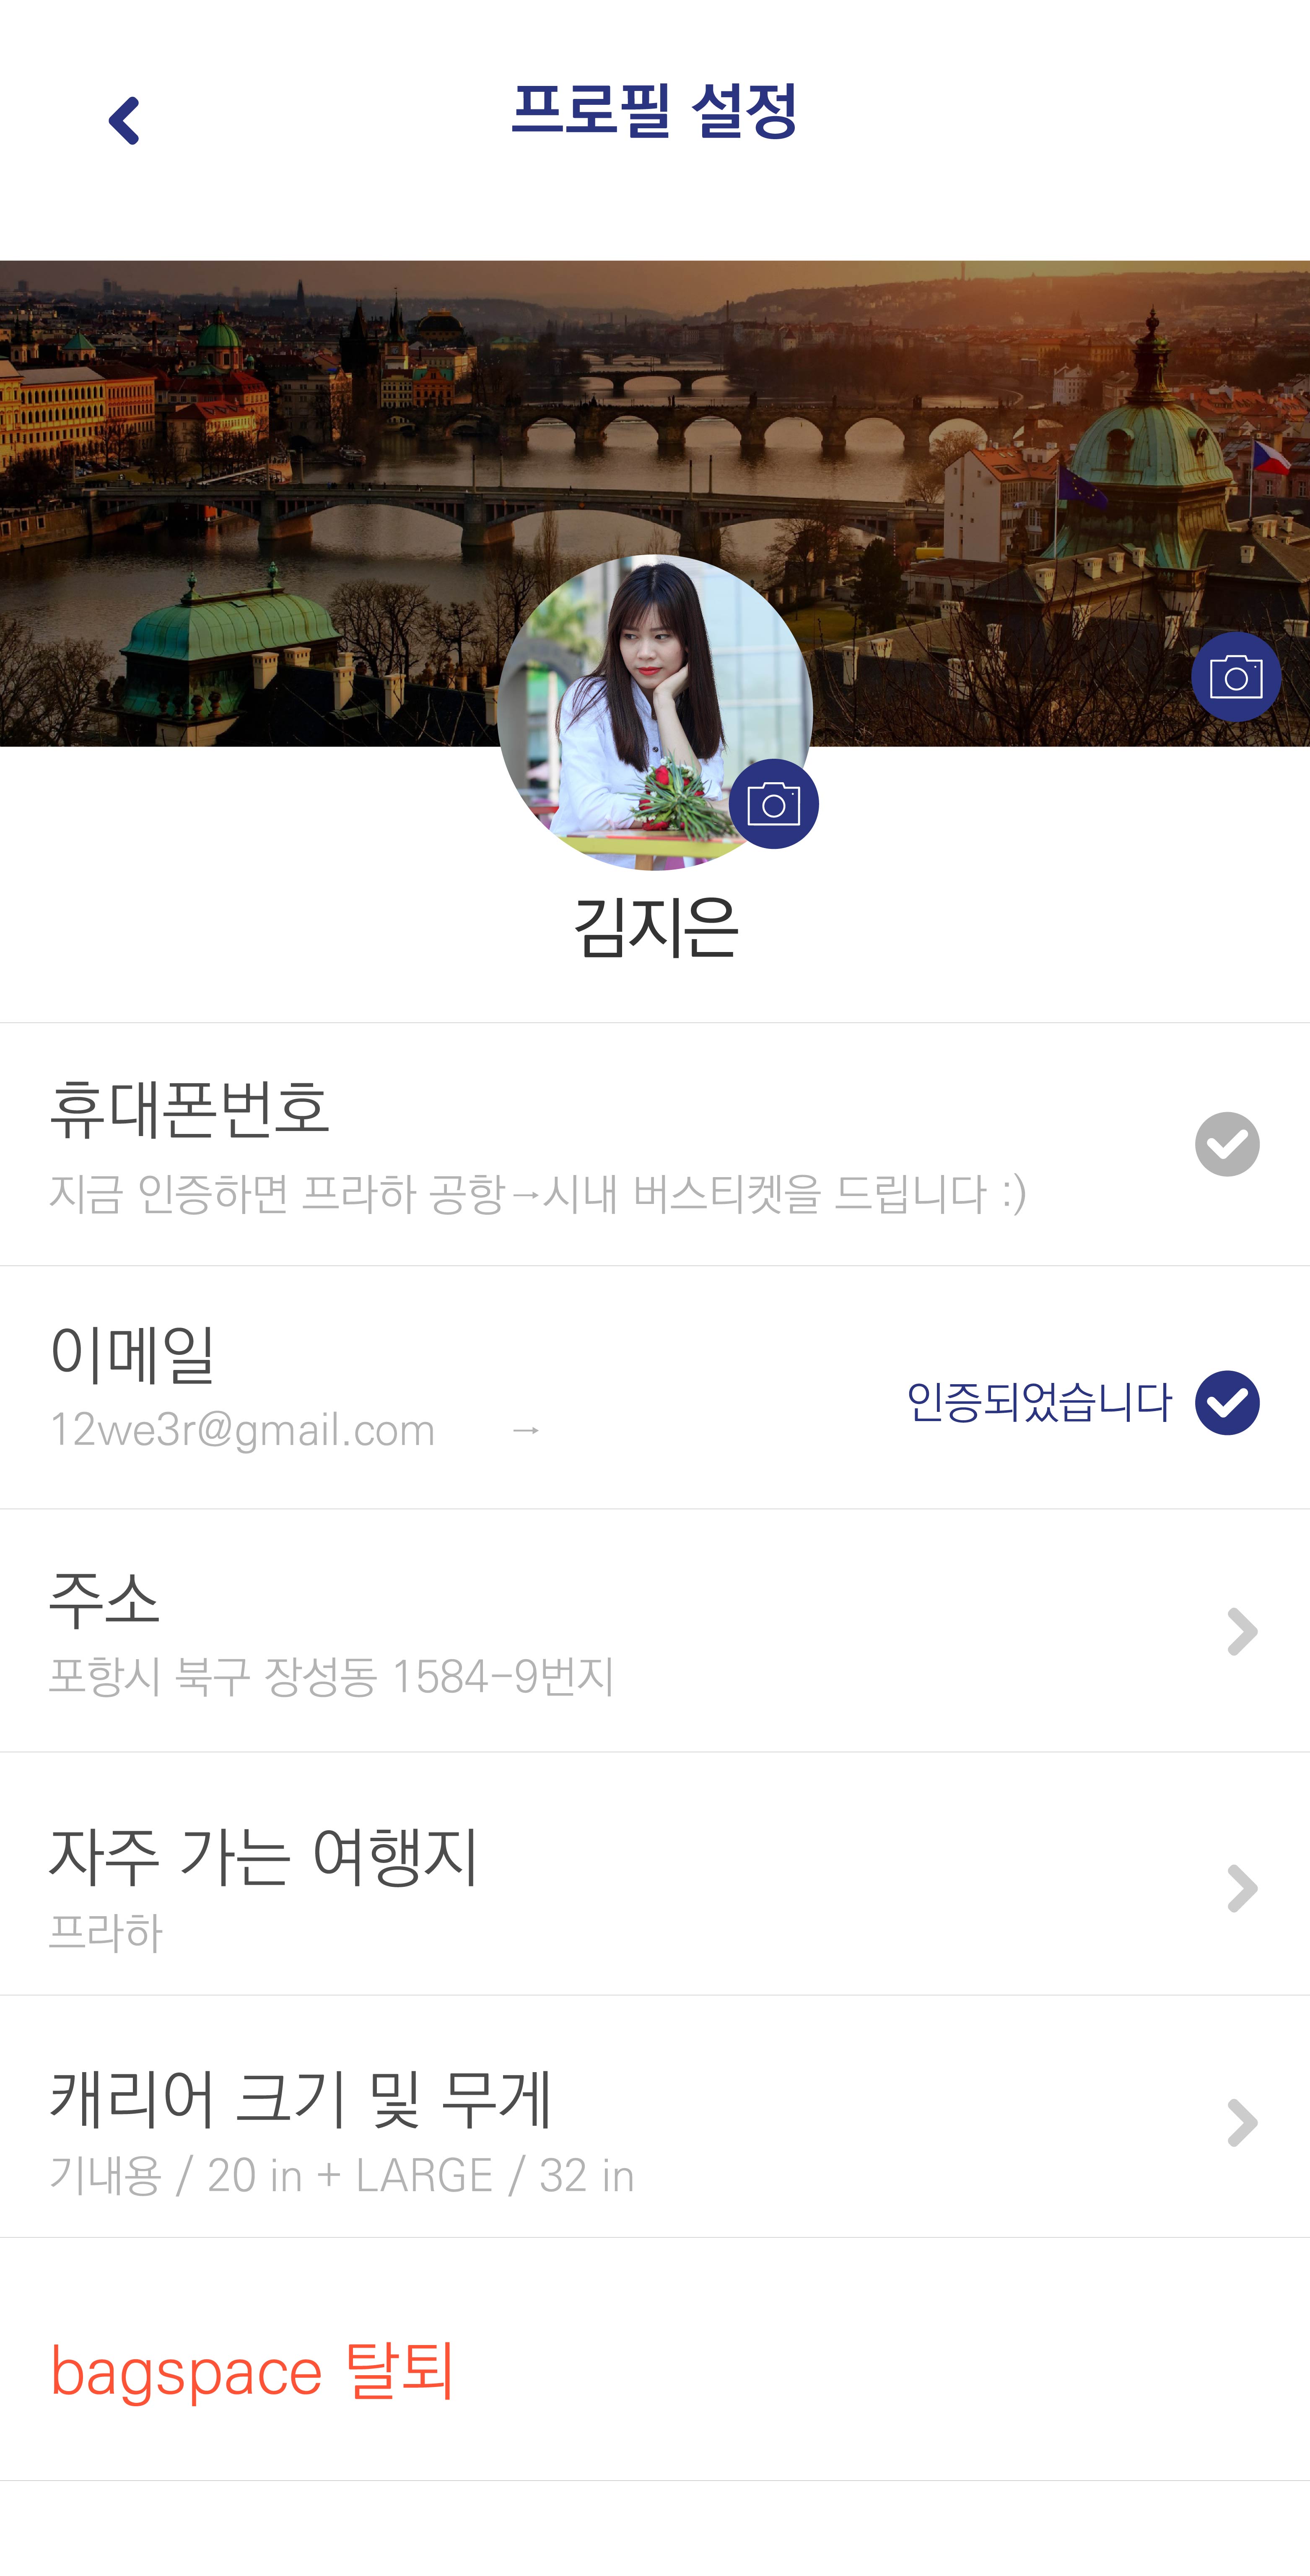 프로필 설정
김지은
휴대폰번호
지금 인증하면 프라하 공항→시내 버스티켓을 드립니다 :)
이메일
12we3r@gmail.com →
인증되었습니다
주소
포항시 북구 장성동 1584-9번지
자주 가는 여행지
프라하
캐리어 크기 및 무게
기내용 / 20 in + LARGE / 32 in
bagspace 탈퇴